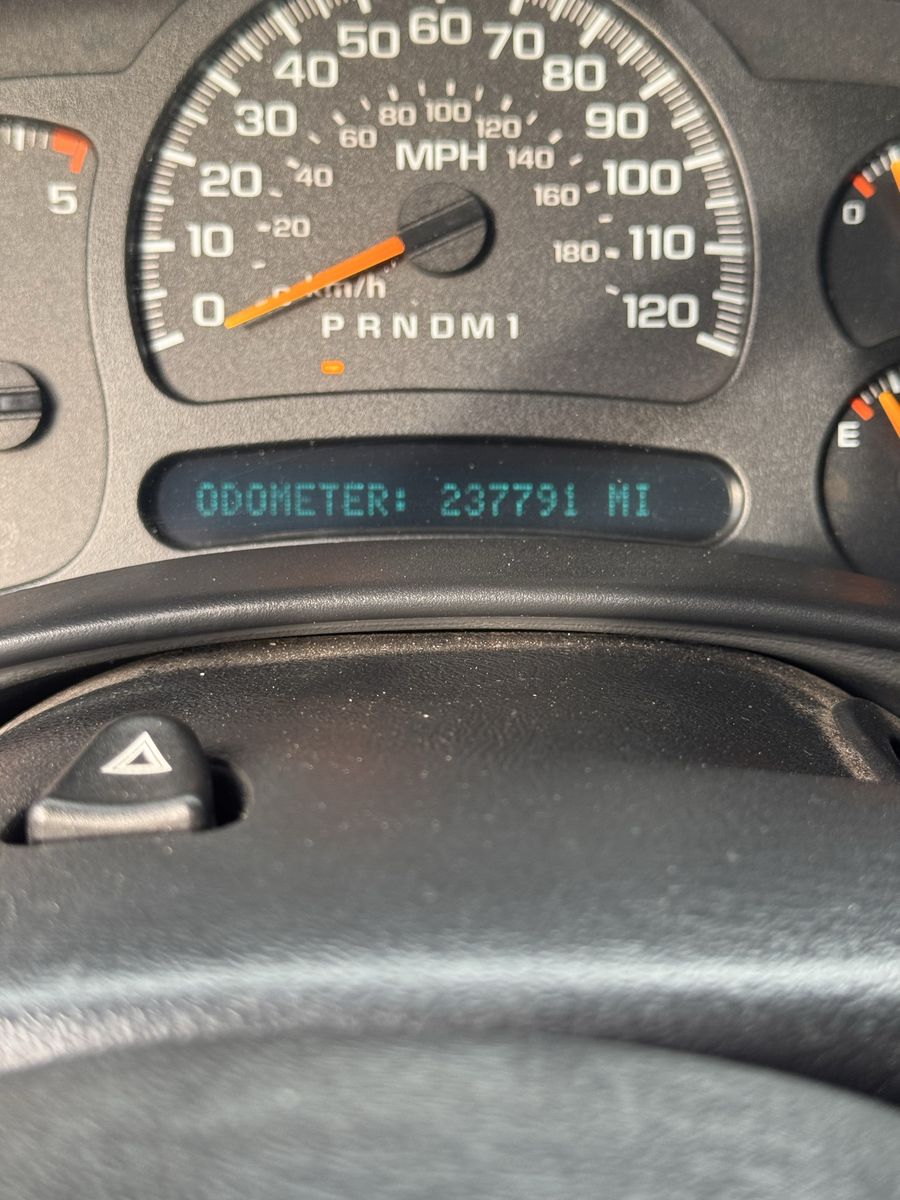 50 60 70
40 80
30 80 100 120 90
60 MPH 140
20 40 160 100
10 20 180 110
km/h
0 120
P R N D M 1
5
0
E
ODOMETER: 237791 MI